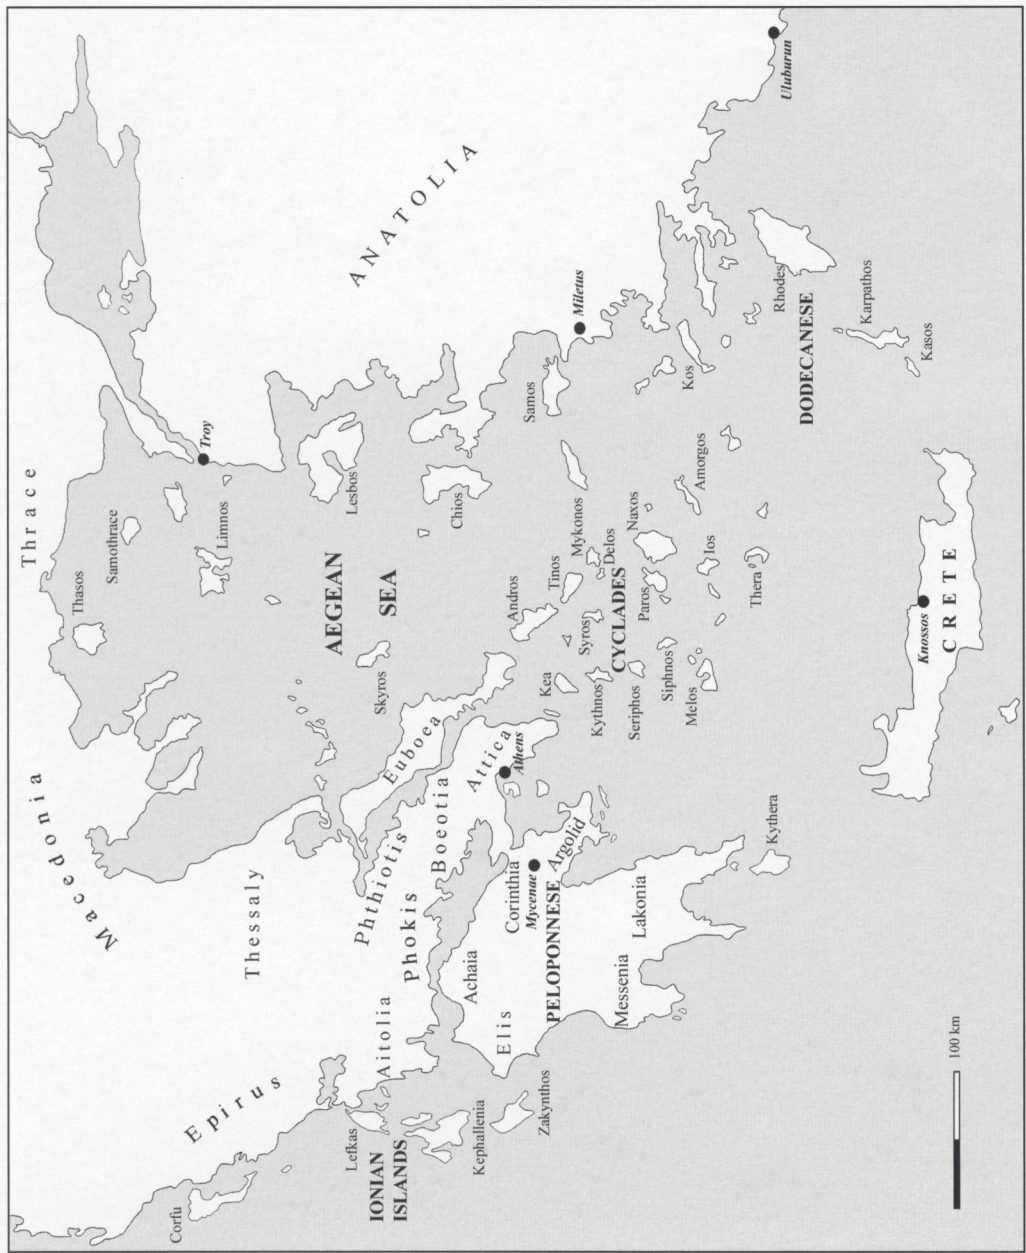 Thrace
Macedonia
Epirus
Thessaly
Corfu
Thasos
Samothrace
Limnos
Troy
ANATOLIA
AEGEAN
SEA
Lesbos
Chios
Skyros
Euboea
Phthiotis
Phokis
Boeotia
Attica
Athens
Aitolia
Lefkas
IONIAN
ISLANDS
Kephallenia
Zakynthos
Achaia
Elis
Corinthia
Mycenae
Argolid
PELOPONNESE
Messenia
Lakonia
Kythera
Andros
Tinos
Mykonos
Delos
Kea
Syros
Kythnos
CYCLADES
Seriphos
Siphnos
Melos
Paros
Naxos
Ios
Amorgos
Thera
Samos
Miletus
Kos
Rhodes
DODECANESE
Karpathos
Kasos
Uluburun
Knossos
CRETE
100 km